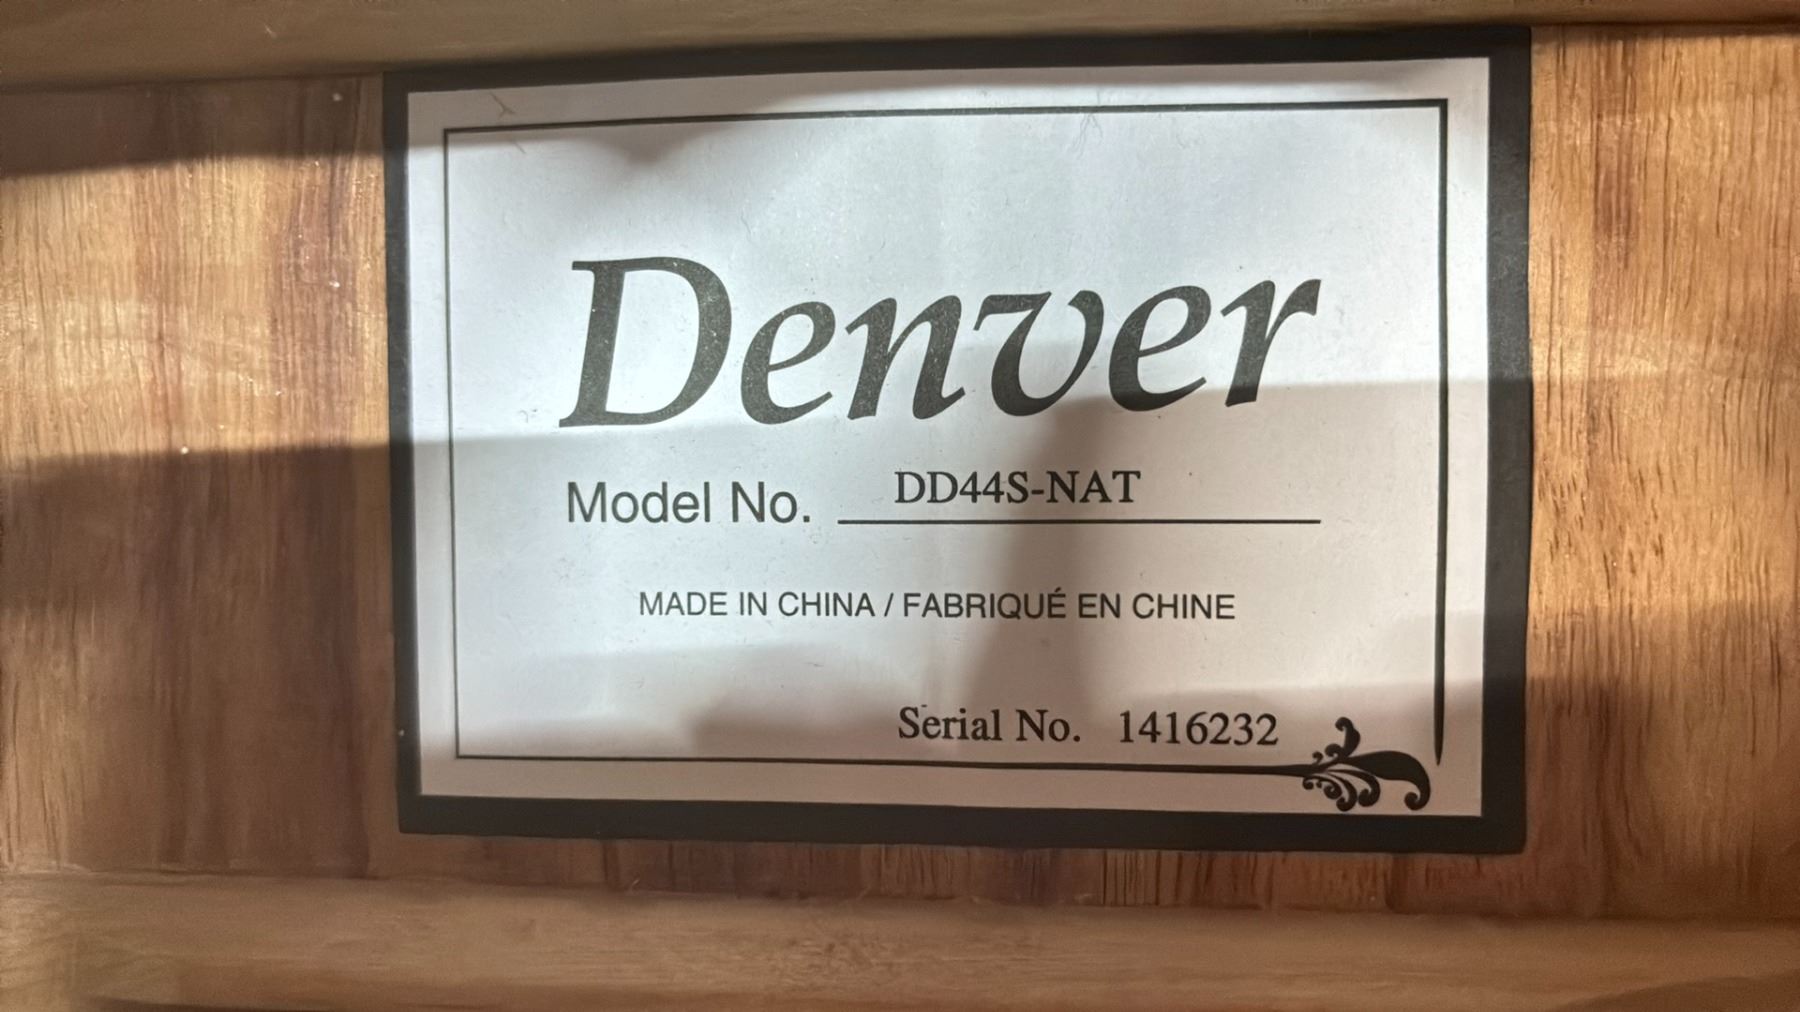 Denver
Model No. DD44S-NAT
MADE IN CHINA / FABRIQUÉ EN CHINE
Serial No. 1416232